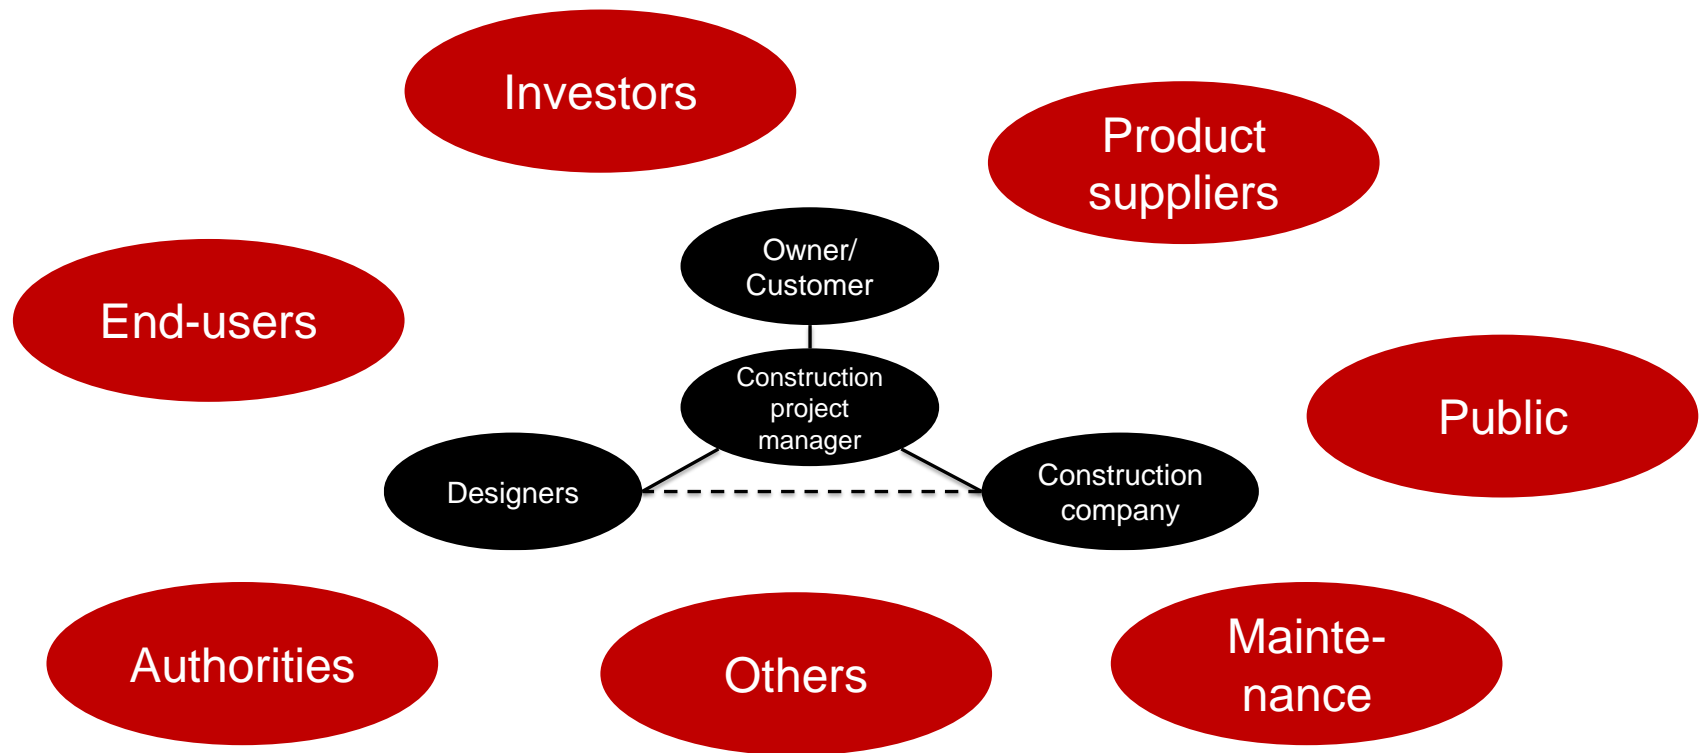 Investors
Product
suppliers
Owner/
Customer
End-users
Construction
project
manager
Public
Designers
Construction
company
Authorities
Others
Mainte-
nance